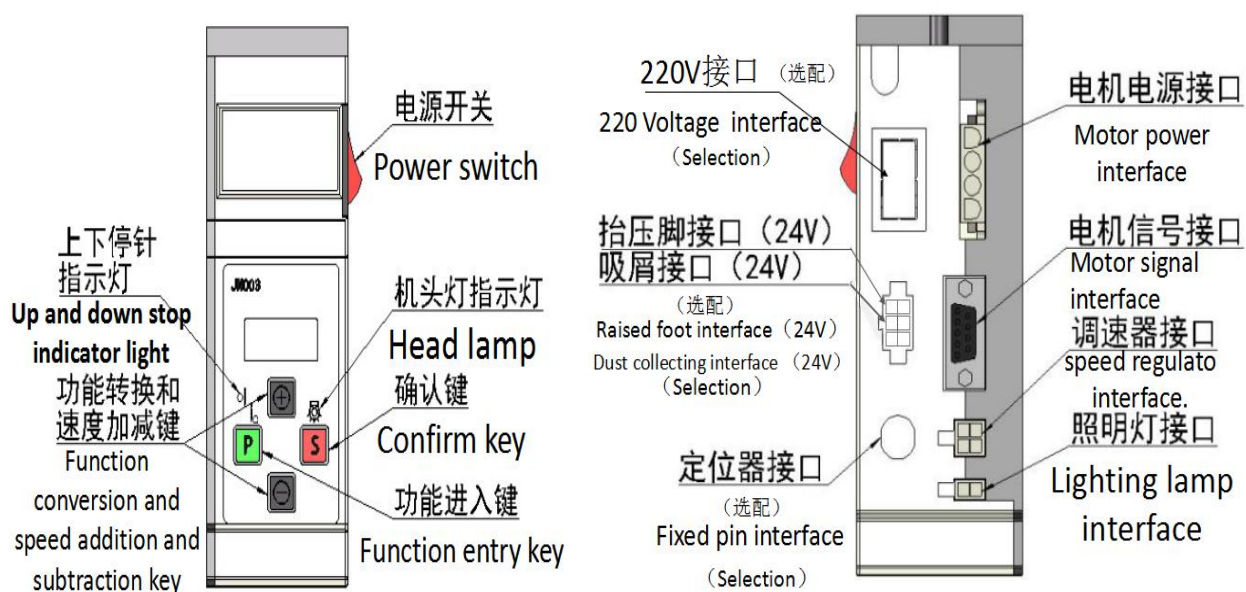 电源开关
Power switch
上下停针
指示灯
Up and down stop
indicator light
功能转换和
速度加减键
Function
conversion and
speed addition and
subtraction key
JM003
P
S
机头灯指示灯
Head lamp
确认键
Confirm key
功能进入键
Function entry key
220V接口 （选配）
220 Voltage interface
（Selection）
抬压脚接口（24V）
吸屑接口（24V）
（选配）
Raised foot interface（24V）
Dust collecting interface （24V）
（Selection）
定位器接口
（选配）
Fixed pin interface
（Selection）
电机电源接口
Motor power
interface
电机信号接口
Motor signal
interface
调速器接口
speed regulato
interface.
照明灯接口
Lighting lamp
interface